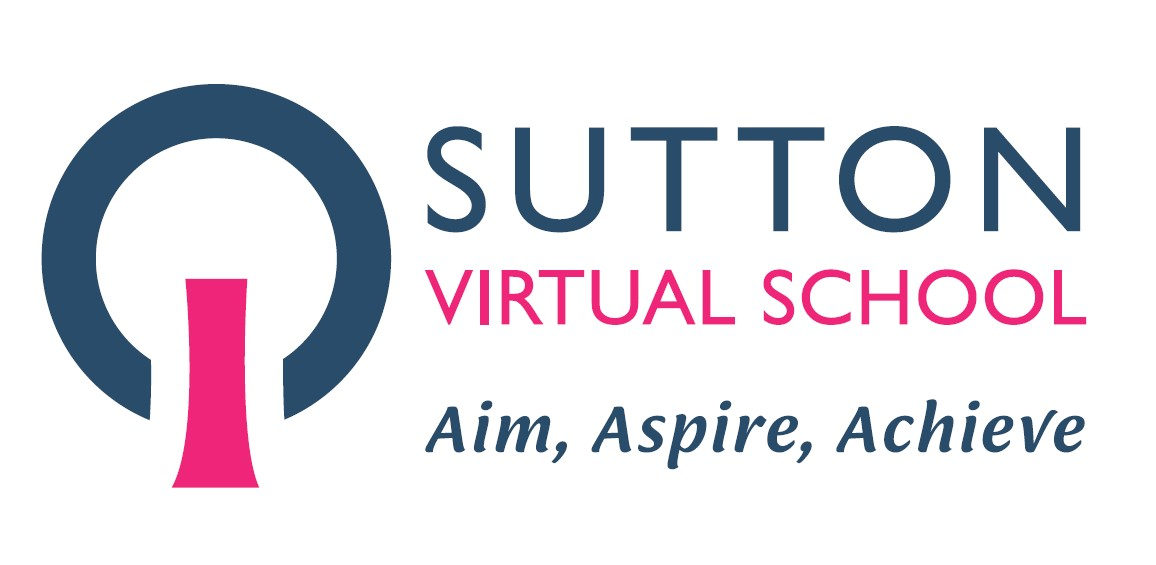 SUTTON
VIRTUAL SCHOOL
Aim, Aspire, Achieve